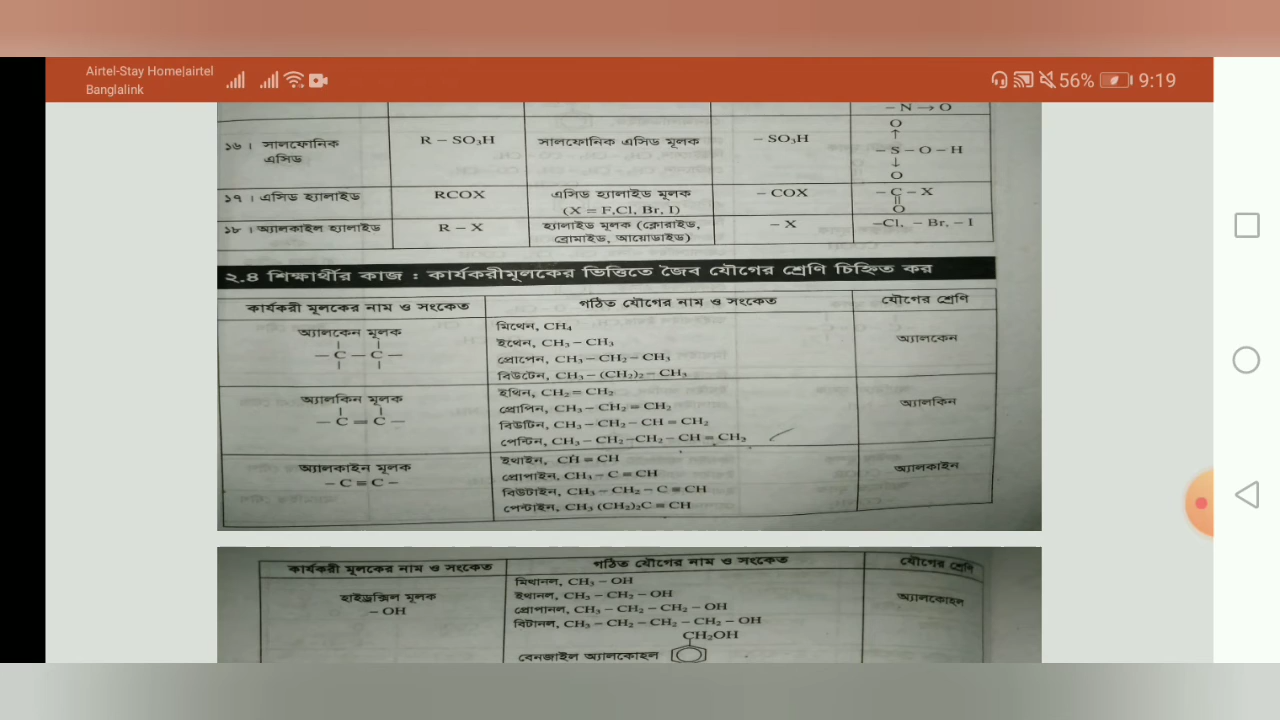 Airtel-Stay Home|airtel
Banglalink
56% 9:19
– N → O
১৬। সালফোনিক এসিড R – SO₃H সালফোনিক এসিড মূলক – SO₃H
O
↑
– S – O – H
↓
O
১৭। এসিড হ্যালাইড RCOX এসিড হ্যালাইড মূলক – COX – C – X
(X = F,Cl, Br, I)
||
O
১৮। অ্যালকাইল হ্যালাইড R – X হ্যালাইড মূলক (ক্লোরাইড, – X –Cl, – Br, – I
ব্রোমাইড, আয়োডাইড)
২.৪ শিক্ষার্থীর কাজ : কার্যকরীমূলকের ভিত্তিতে জৈব যৌগের শ্রেণি চিহ্নিত কর
কার্যকরী মূলকের নাম ও সংকেত গঠিত যৌগের নাম ও সংকেত যৌগের শ্রেণি
অ্যালকেন মূলক
– C – C –
মিথেন, CH₄
ইথেন, CH₃ – CH₃
প্রোপেন, CH₃ – CH₂ – CH₃
বিউটেন, CH₃ – (CH₂)₂ – CH₃
অ্যালকেন
অ্যালকিন মূলক
– C = C –
ইথিন, CH₂ = CH₂
প্রোপিন, CH₃ – CH₂ = CH₂
বিউটিন, CH₃ – CH₂ – CH = CH₂
পেন্টিন, CH₃ – CH₂ –CH₂ – CH = CH₂
অ্যালকিন
অ্যালকাইন মূলক
– C ≡ C –
ইথাইন, CH ≡ CH
প্রোপাইন, CH₃ – C ≡ CH
বিউটাইন, CH₃ – CH₂ – C ≡ CH
পেন্টাইন, CH₃ (CH₂)₂C ≡ CH
অ্যালকাইন
কার্যকরী মূলকের নাম ও সংকেত গঠিত যৌগের নাম ও সংকেত যৌগের শ্রেণি
হাইড্রক্সিল মূলক
– OH
মিথানল, CH₃ – OH
ইথানল, CH₃ – CH₂ – OH
প্রোপানল, CH₃ – CH₂ – CH₂ – OH
বিটানল, CH₃ – CH₂ – CH₂ – CH₂ – OH
CH₂OH
বেনজাইল অ্যালকোহল
অ্যালকোহল